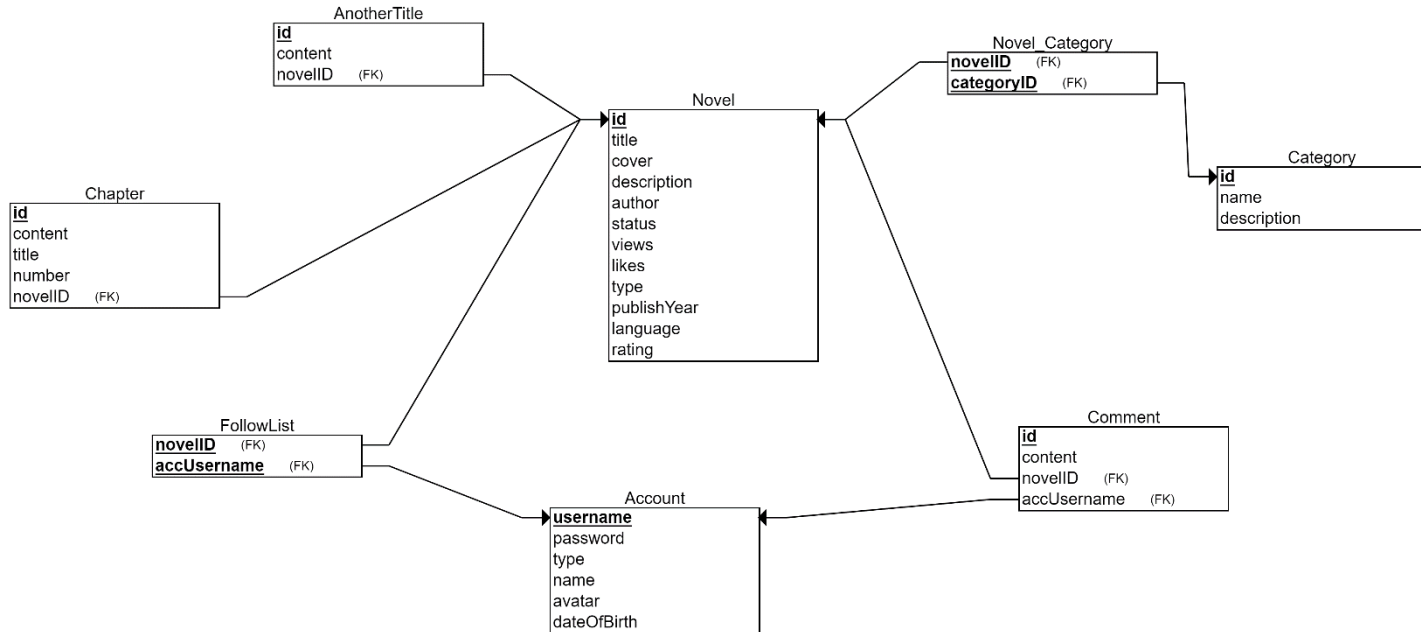 AnotherTitle
id
content
novelID (FK)
Novel_Category
novelID (FK)
categoryID (FK)
Novel
id
title
cover
description
author
status
views
likes
type
publishYear
language
rating
Category
id
name
description
Chapter
id
content
title
number
novelID (FK)
FollowList
novelID (FK)
accUsername (FK)
Comment
id
content
novelID (FK)
accUsername (FK)
Account
username
password
type
name
avatar
dateOfBirth